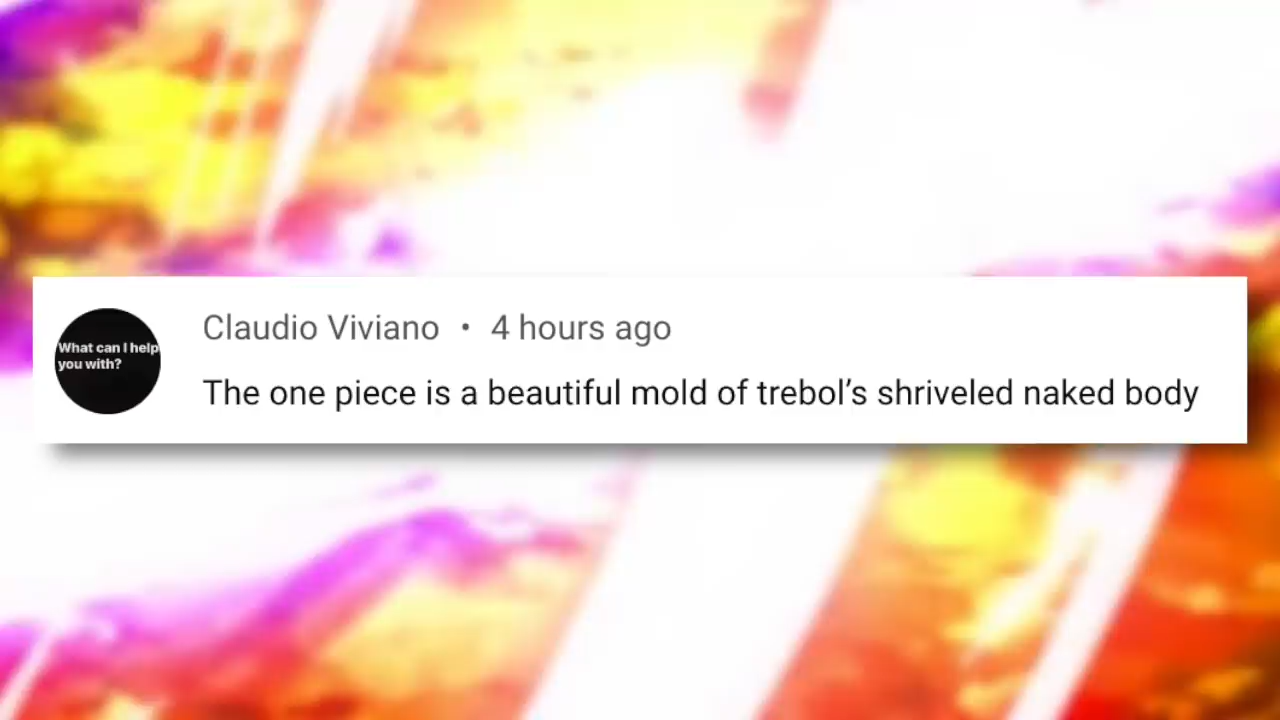 What can I help
you with?
Claudio Viviano • 4 hours ago
The one piece is a beautiful mold of trebol’s shriveled naked body